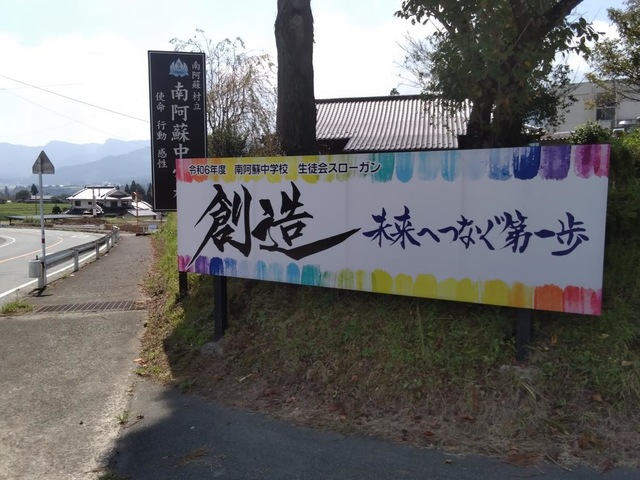 南阿蘇村立
南阿蘇中
使命 行動 感性
令和6年度 南阿蘇中学校 生徒会スローガン
創造 未来へつなぐ第一歩